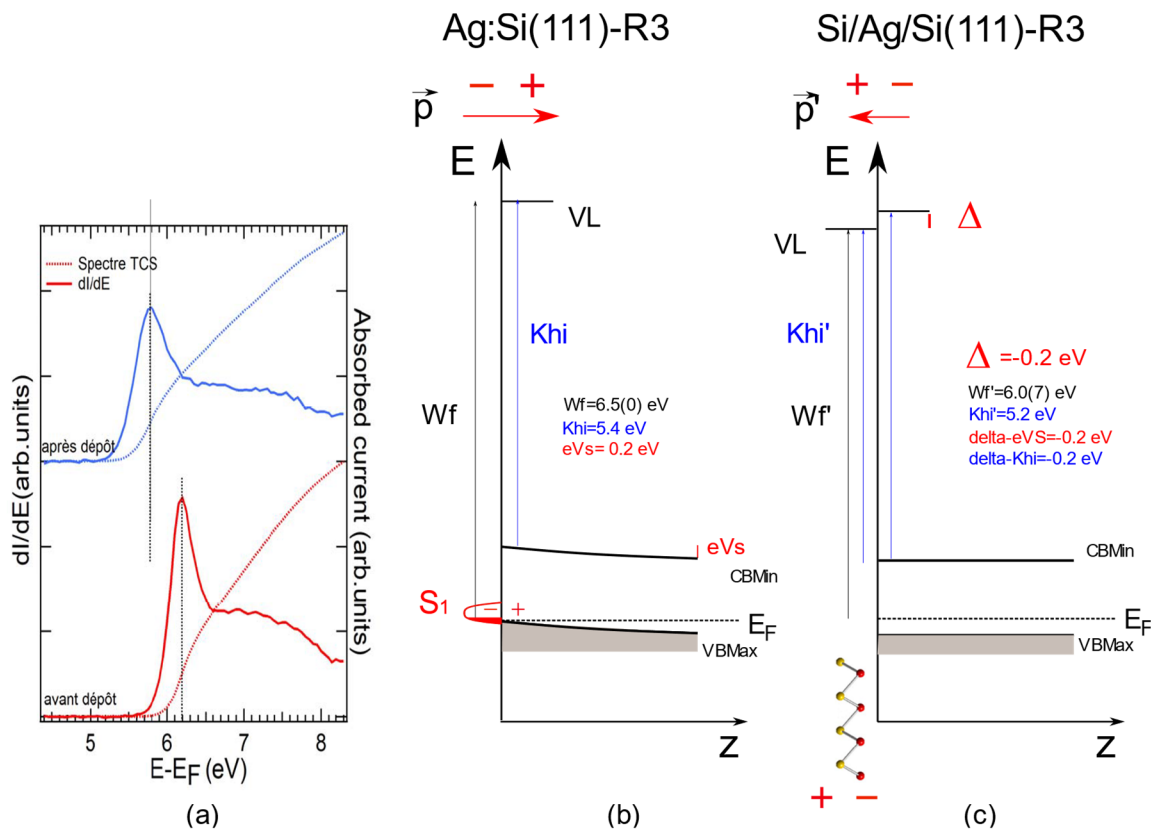 Ag:Si(111)-R3
Si/Ag/Si(111)-R3
Spectre TCS
dI/dE
après dépôt
avant dépôt
dI/dE(arb.units)
Absorbed current (arb.units)
5 6 7 8
E-EF (eV)
(a)
p
− +
E
VL
Khi
Wf
Wf=6.5(0) eV
Khi=5.4 eV
eVs= 0.2 eV
eVs
CBMin
S1
− +
EF
VBMax
z
(b)
p'
+ −
E
Δ
VL
Khi'
Wf'
Δ =-0.2 eV
Wf'=6.0(7) eV
Khi'=5.2 eV
delta-eVS=-0.2 eV
delta-Khi=-0.2 eV
CBMin
EF
VBMax
z
+ −
(c)